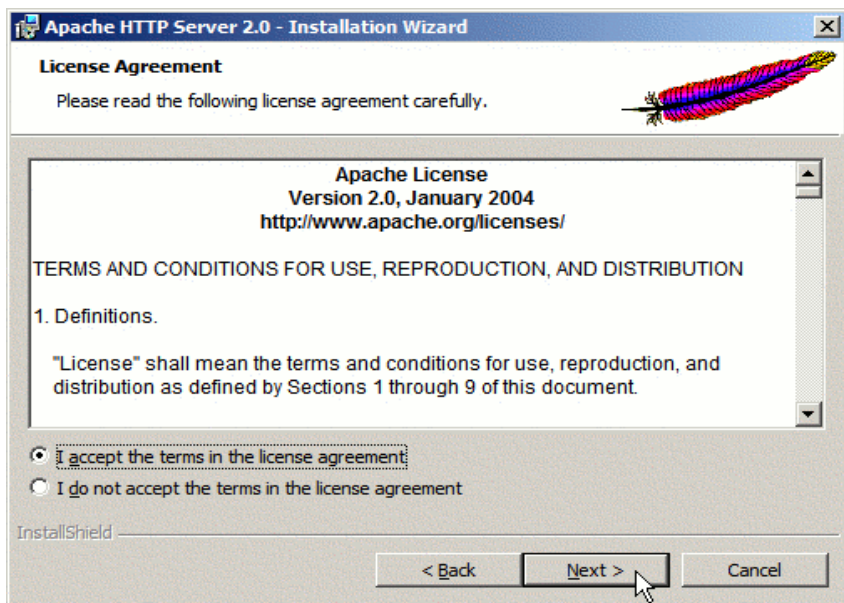 Apache HTTP Server 2.0 - Installation Wizard
License Agreement
Please read the following license agreement carefully.
Apache License
Version 2.0, January 2004
http://www.apache.org/licenses/
TERMS AND CONDITIONS FOR USE, REPRODUCTION, AND DISTRIBUTION
1. Definitions.
"License" shall mean the terms and conditions for use, reproduction, and
distribution as defined by Sections 1 through 9 of this document.
I accept the terms in the license agreement
I do not accept the terms in the license agreement
InstallShield
< Back Next > Cancel